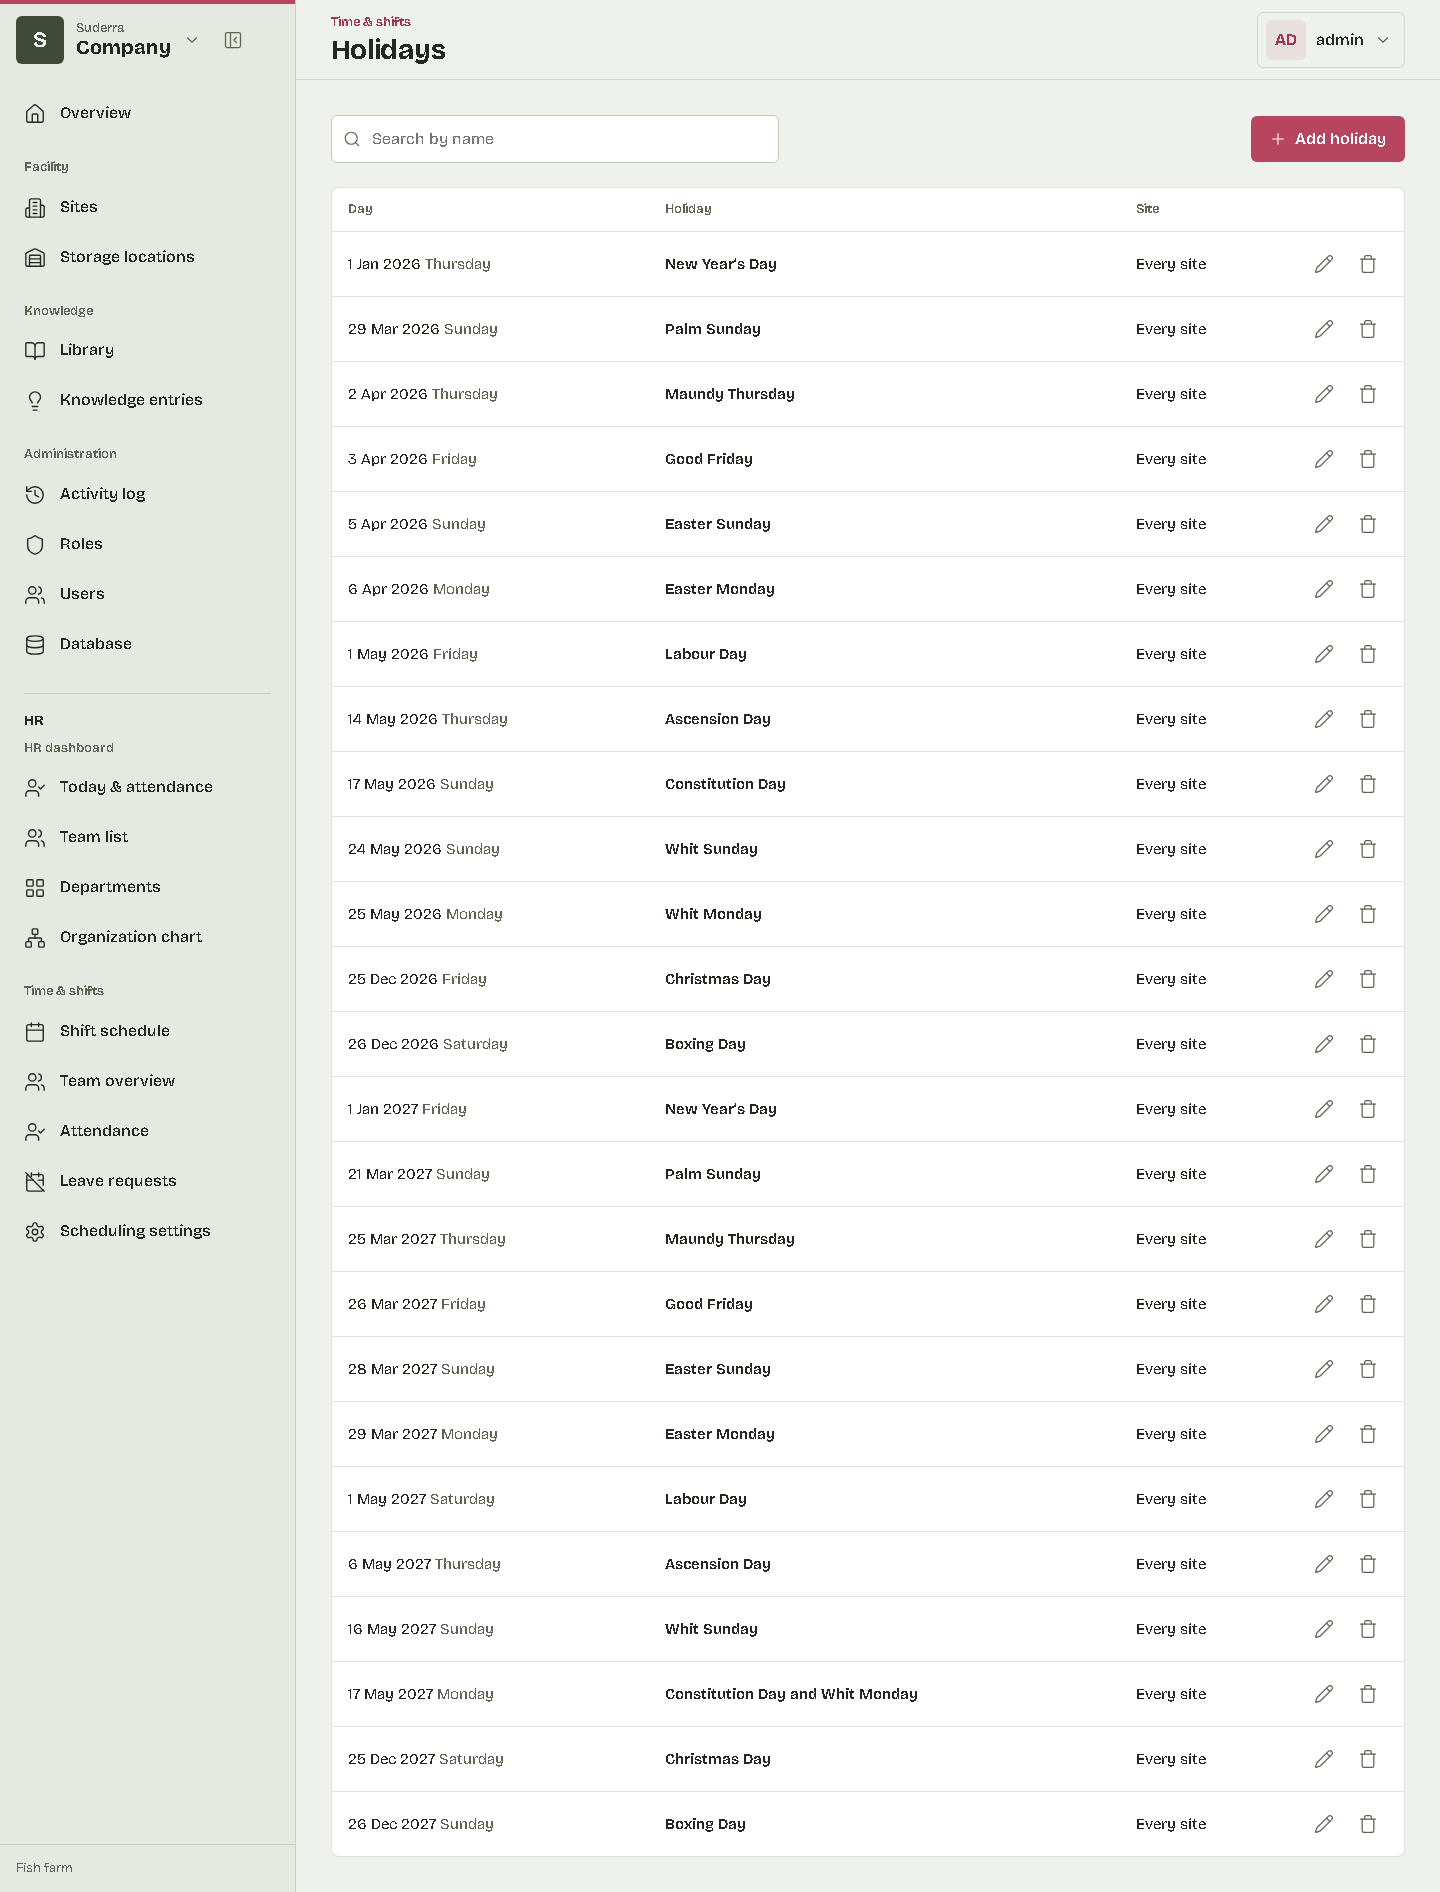 Suderra
S Company
Overview
Facility
Sites
Storage locations
Knowledge
Library
Knowledge entries
Administration
Activity log
Roles
Users
Database
HR
HR dashboard
Today & attendance
Team list
Departments
Organization chart
Time & shifts
Shift schedule
Team overview
Attendance
Leave requests
Scheduling settings
Fish farm
Time & shifts
Holidays
AD admin
Search by name
Add holiday
Day Holiday Site
1 Jan 2026 Thursday New Year's Day Every site
29 Mar 2026 Sunday Palm Sunday Every site
2 Apr 2026 Thursday Maundy Thursday Every site
3 Apr 2026 Friday Good Friday Every site
5 Apr 2026 Sunday Easter Sunday Every site
6 Apr 2026 Monday Easter Monday Every site
1 May 2026 Friday Labour Day Every site
14 May 2026 Thursday Ascension Day Every site
17 May 2026 Sunday Constitution Day Every site
24 May 2026 Sunday Whit Sunday Every site
25 May 2026 Monday Whit Monday Every site
25 Dec 2026 Friday Christmas Day Every site
26 Dec 2026 Saturday Boxing Day Every site
1 Jan 2027 Friday New Year's Day Every site
21 Mar 2027 Sunday Palm Sunday Every site
25 Mar 2027 Thursday Maundy Thursday Every site
26 Mar 2027 Friday Good Friday Every site
28 Mar 2027 Sunday Easter Sunday Every site
29 Mar 2027 Monday Easter Monday Every site
1 May 2027 Saturday Labour Day Every site
6 May 2027 Thursday Ascension Day Every site
16 May 2027 Sunday Whit Sunday Every site
17 May 2027 Monday Constitution Day and Whit Monday Every site
25 Dec 2027 Saturday Christmas Day Every site
26 Dec 2027 Sunday Boxing Day Every site